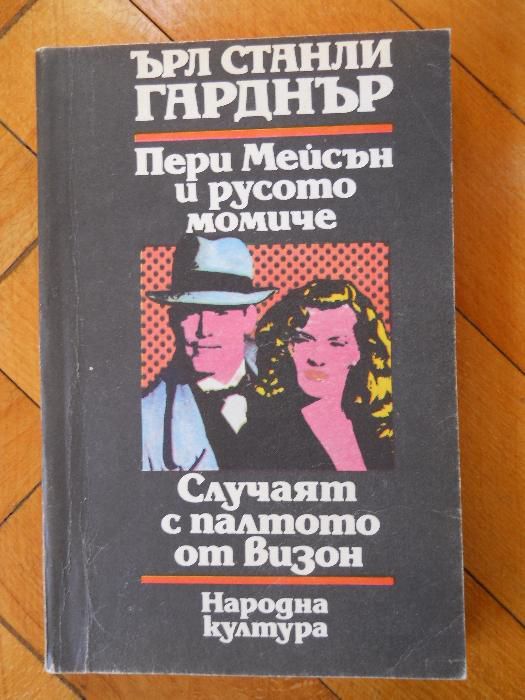 ЪРЛ СТАНЛИ
ГАРДНЪР
Пери Мейсън
и русото
момиче
Случаят
с палтото
от визон
Народна
култура